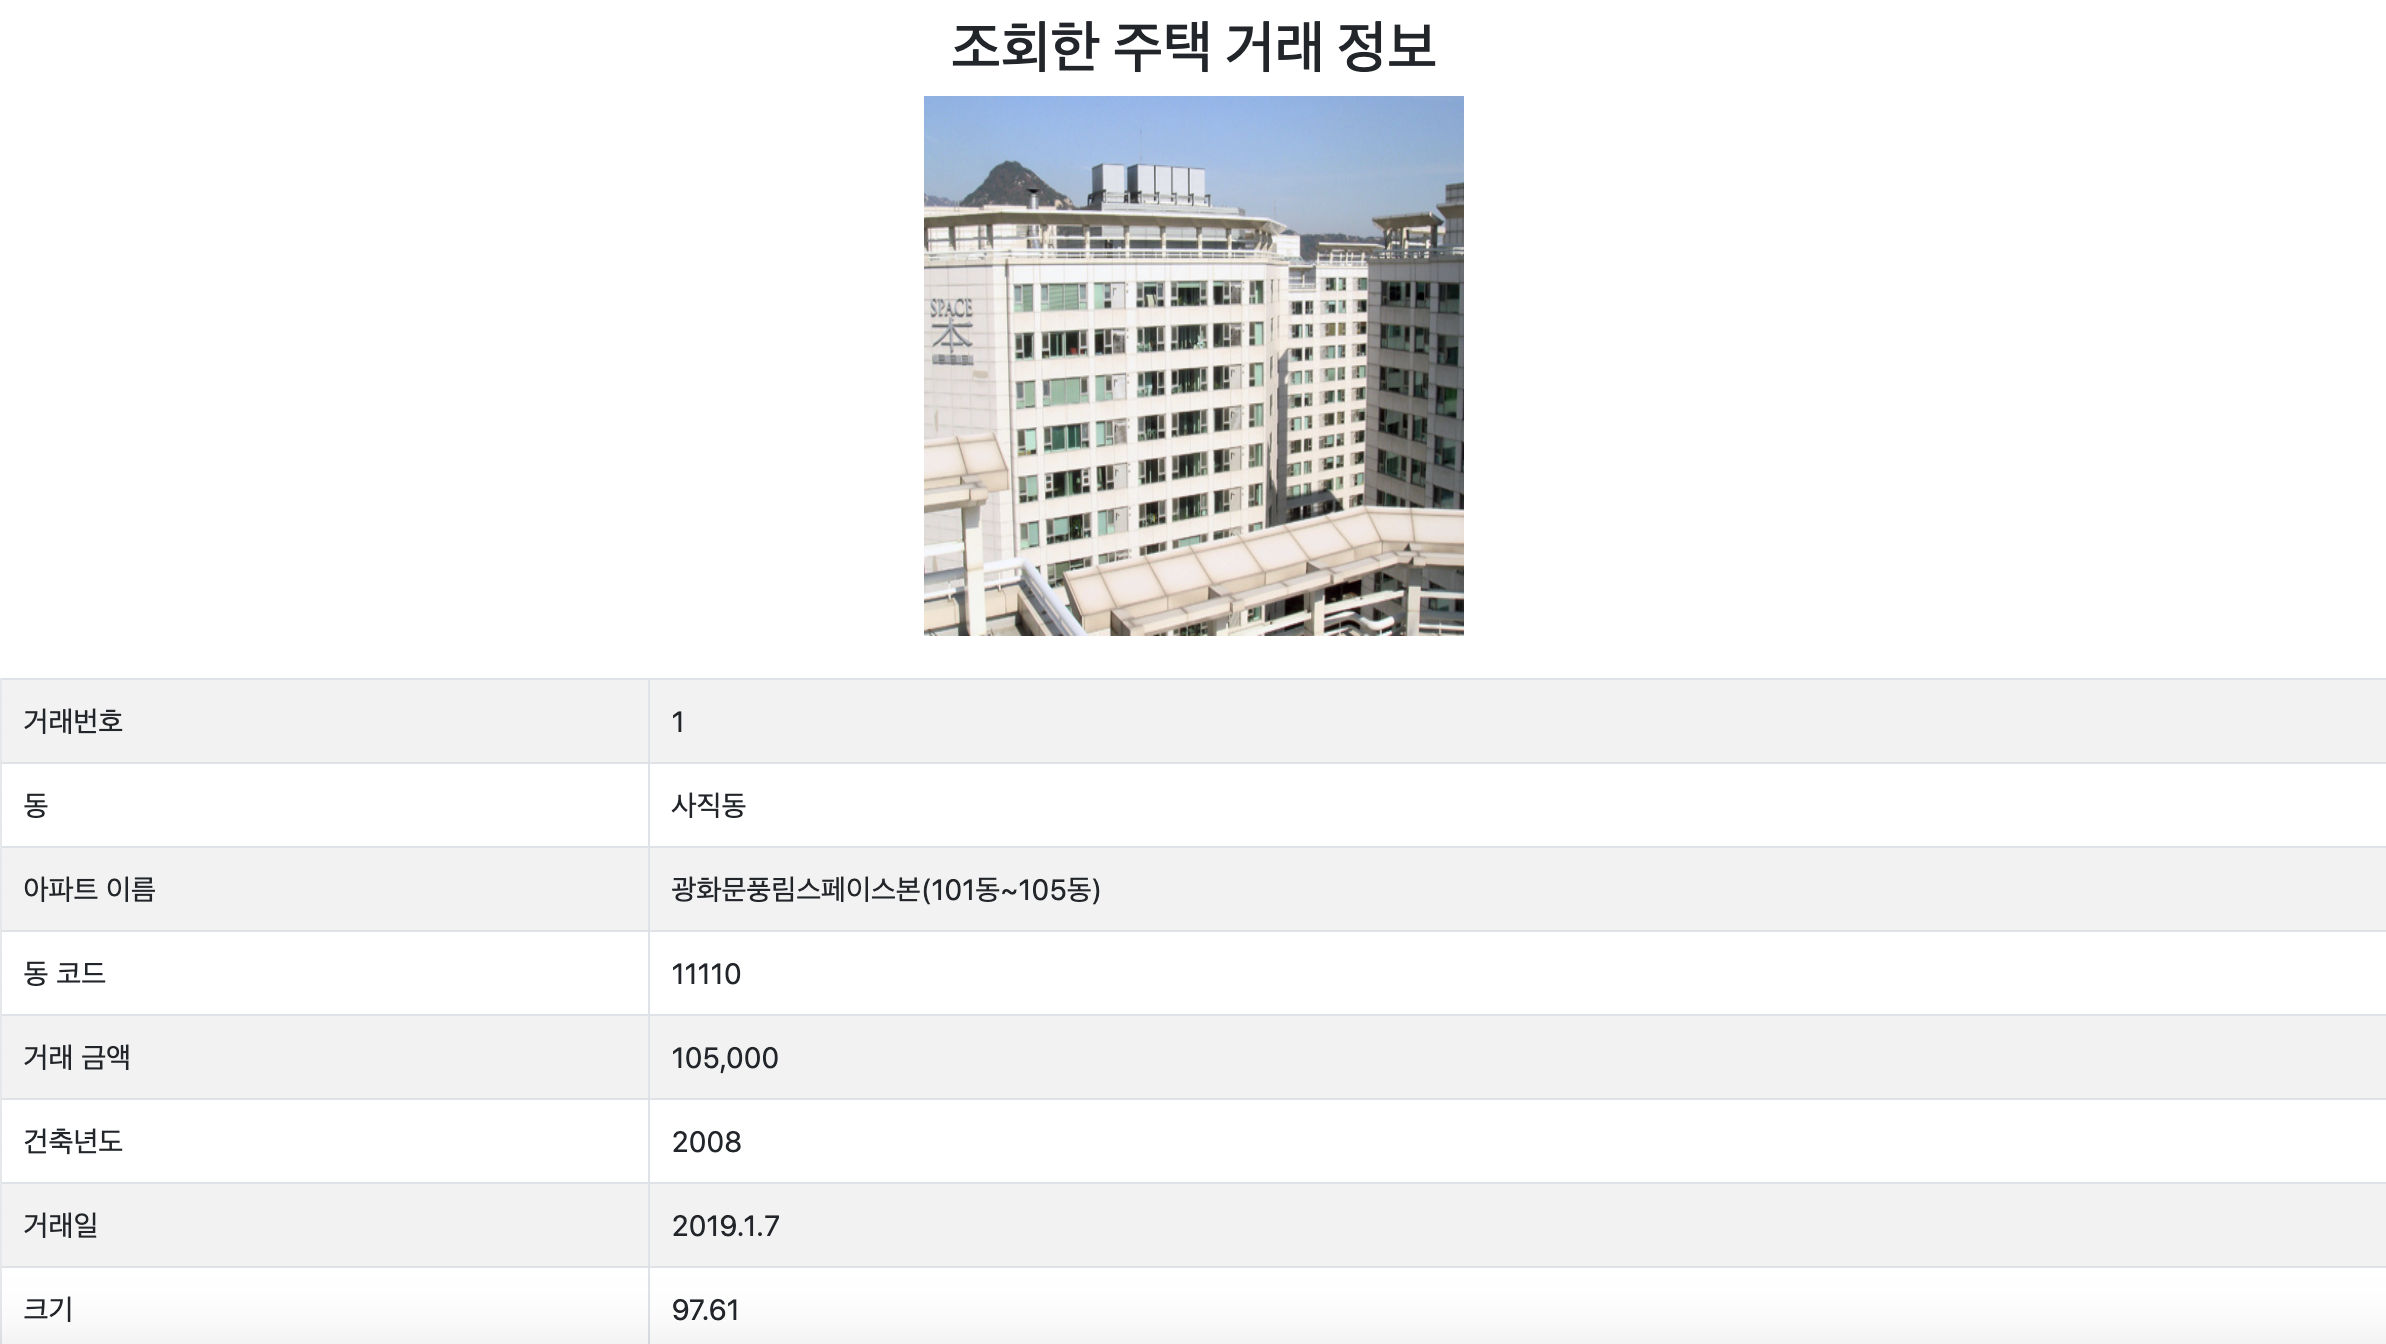 조회한 주택 거래 정보
SPACE
本
거래번호 1
동 사직동
아파트 이름 광화문풍림스페이스본(101동~105동)
동 코드 11110
거래 금액 105,000
건축년도 2008
거래일 2019.1.7
크기 97.61